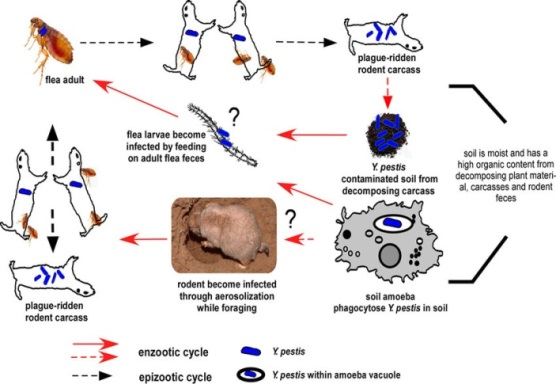 flea adult
plague-ridden
rodent carcass
?
flea larvae become
infected by feeding
on adult flea feces
Y. pestis
contaminated soil from
decomposing carcass
soil is moist and has a
high organic content from
decomposing plant materi-
al, carcasses and rodent
feces
?
plague-ridden
rodent carcass
rodent become infected
through aerosolization
while foraging
soil amoeba
phagocytose Y. pestis in soil
enzootic cycle
Y. pestis
epizootic cycle
Y. pestis within amoeba vacuole